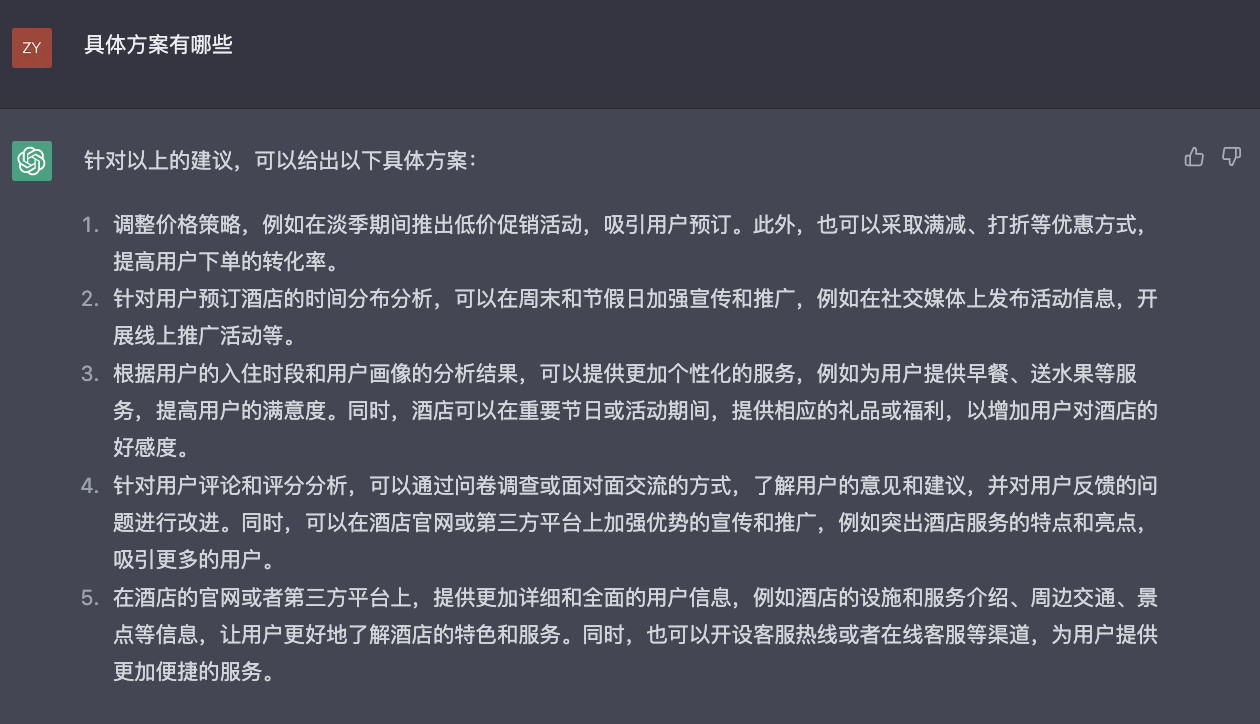 ZY
具体方案有哪些
针对以上的建议，可以给出以下具体方案：
1. 调整价格策略，例如在淡季期间推出低价促销活动，吸引用户预订。此外，也可以采取满减、打折等优惠方式，
提高用户下单的转化率。
2. 针对用户预订酒店的时间分布分析，可以在周末和节假日加强宣传和推广，例如在社交媒体上发布活动信息，开
展线上推广活动等。
3. 根据用户的入住时段和用户画像的分析结果，可以提供更加个性化的服务，例如为用户提供早餐、送水果等服
务，提高用户的满意度。同时，酒店可以在重要节日或活动期间，提供相应的礼品或福利，以增加用户对酒店的
好感度。
4. 针对用户评论和评分分析，可以通过问卷调查或面对面交流的方式，了解用户的意见和建议，并对用户反馈的问
题进行改进。同时，可以在酒店官网或第三方平台上加强优势的宣传和推广，例如突出酒店服务的特点和亮点，
吸引更多的用户。
5. 在酒店的官网或者第三方平台上，提供更加详细和全面的用户信息，例如酒店的设施和服务介绍、周边交通、景
点等信息，让用户更好地了解酒店的特色和服务。同时，也可以开设客服热线或者在线客服等渠道，为用户提供
更加便捷的服务。